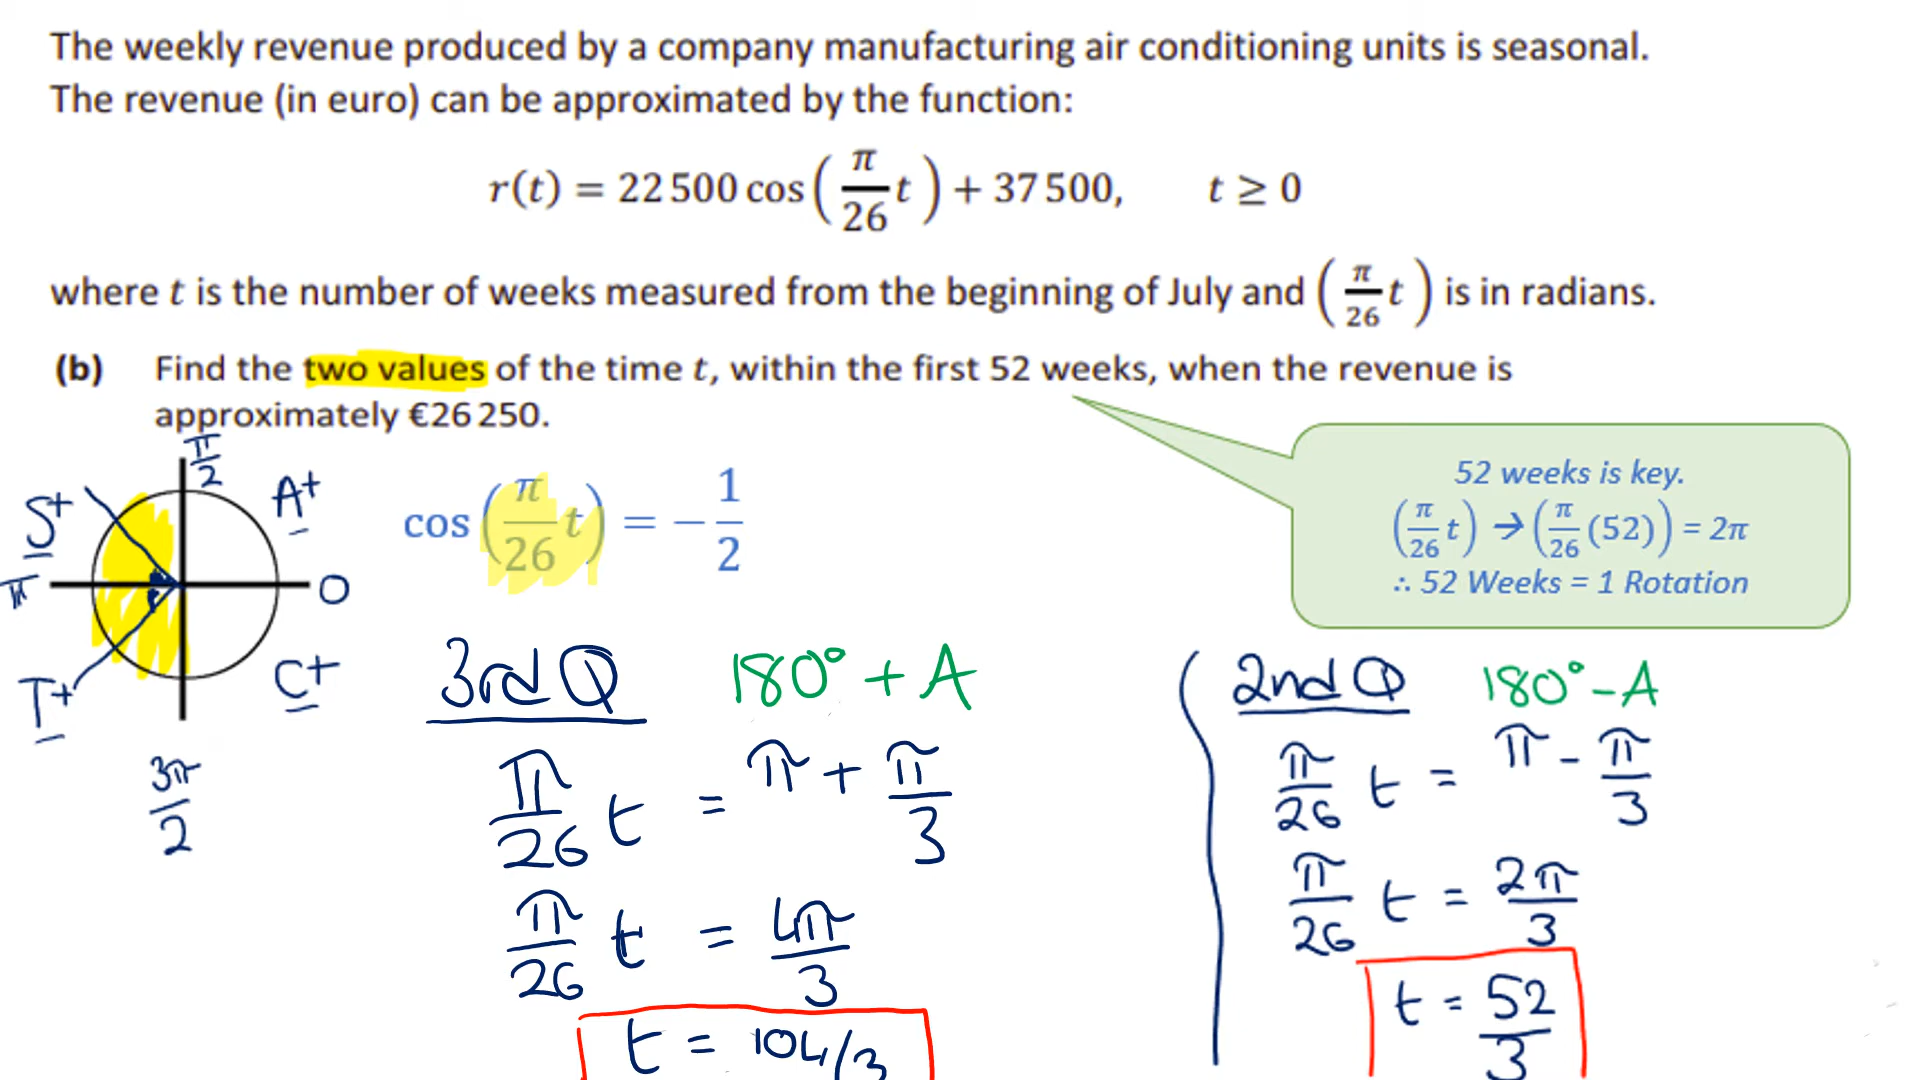 The weekly revenue produced by a company manufacturing air conditioning units is seasonal.
The revenue (in euro) can be approximated by the function:
r(t) = 22 500 cos(π/26 t) + 37 500, t ≥ 0
where t is the number of weeks measured from the beginning of July and (π/26 t) is in radians.
(b) Find the two values of the time t, within the first 52 weeks, when the revenue is
approximately €26 250.
π/2
S+
A+
π
0
T+
C+
3π/2
cos(π/26 t) = −1/2
52 weeks is key.
(π/26 t) → (π/26 (52)) = 2π
∴ 52 Weeks = 1 Rotation
3rd Q 180° + A
π/26 t = π + π/3
π/26 t = 4π/3
t = 104/3
2nd Q 180° − A
π/26 t = π − π/3
π/26 t = 2π/3
t = 52/3